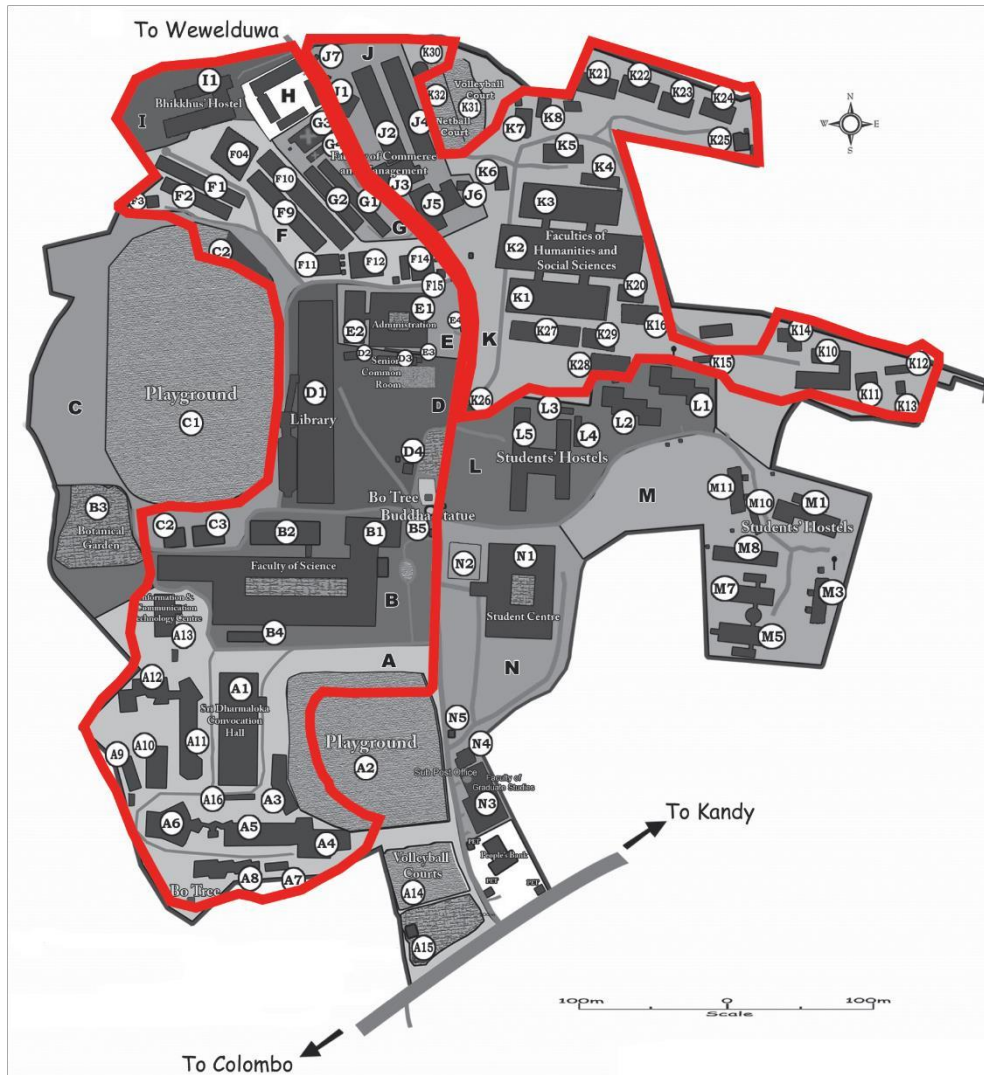 To Wewelduwa
J7
J
K30
I1
Bhikkhus' Hostel
H
J1
K32
Volleyball
Court
K31
Netball
Court
K21
K22
K23
K24
K25
N
W
E
S
I
G3
J2
J4
K7
K8
Faculty of Commerce
and Management
F04
F10
K5
K4
K6
F3
F2
F1
F9
G2
G1
J3
J5
J6
G
K3
F
C2
F11
F12
F14
F15
K2
Faculties of
Humanities and
Social Sciences
K1
K20
E1
Administration
E2
E4
E
D2
D3
E3
Senior
Common
Room
K
K27
K29
K16
K28
K15
K14
K10
K12
K11
K13
C
Playground
C1
D1
Library
D
K26
L3
L2
L1
L5
L4
Students' Hostels
L
D4
Bo Tree
Buddha Statue
B5
M
M11
M10
M1
Students' Hostels
M8
M7
M3
M5
B3
Botanical
Garden
C2
C3
B2
B1
Faculty of Science
B
B4
N2
N1
Student Centre
N
Information &
Communication
Technology Centre
A13
A
A12
A1
Sri Dharmaloka
Convocation
Hall
A9
A10
A11
Playground
A2
N5
N4
Sub Post Office
Faculty of
Graduate Studies
N3
A16
A3
A6
A5
A4
A8
A7
Bo Tree
Volleyball
Courts
A14
A15
People's Bank
To Kandy
To Colombo
100m
0
100m
Scale